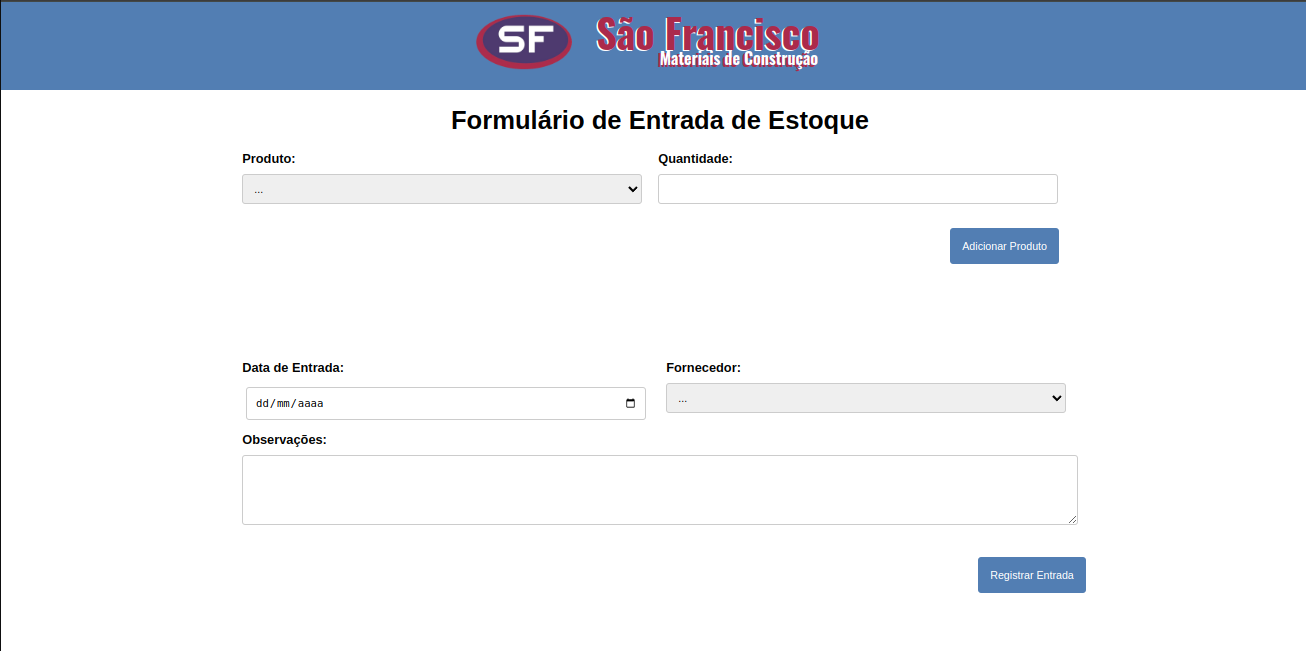 SF São Francisco
Materiais de Construção
Formulário de Entrada de Estoque
Produto: Quantidade:
...
Adicionar Produto
Data de Entrada: Fornecedor:
dd/mm/aaaa ...
Observações:
Registrar Entrada